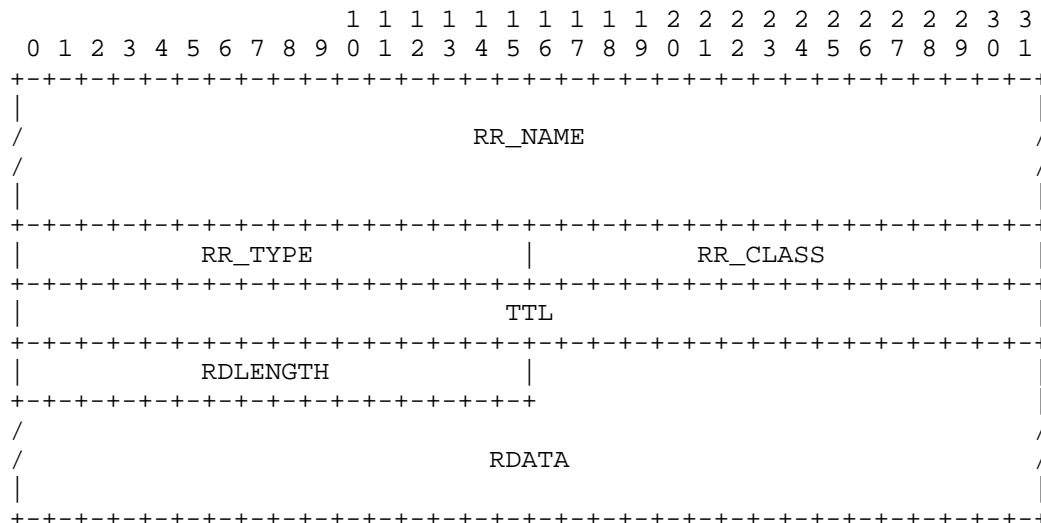 1 1 1 1 1 1 1 1 1 1 2 2 2 2 2 2 2 2 2 2 3 3
 0 1 2 3 4 5 6 7 8 9 0 1 2 3 4 5 6 7 8 9 0 1 2 3 4 5 6 7 8 9 0 1
+-+-+-+-+-+-+-+-+-+-+-+-+-+-+-+-+-+-+-+-+-+-+-+-+-+-+-+-+-+-+-+-+
|                                                               |
/                            RR_NAME                            /
/                                                               /
|                                                               |
+-+-+-+-+-+-+-+-+-+-+-+-+-+-+-+-+-+-+-+-+-+-+-+-+-+-+-+-+-+-+-+-+
|           RR_TYPE             |          RR_CLASS             |
+-+-+-+-+-+-+-+-+-+-+-+-+-+-+-+-+-+-+-+-+-+-+-+-+-+-+-+-+-+-+-+-+
|                              TTL                              |
+-+-+-+-+-+-+-+-+-+-+-+-+-+-+-+-+-+-+-+-+-+-+-+-+-+-+-+-+-+-+-+-+
|           RDLENGTH            |                               |
+-+-+-+-+-+-+-+-+-+-+-+-+-+-+-+-+                               |
/                                                               /
/                             RDATA                             /
|                                                               |
+-+-+-+-+-+-+-+-+-+-+-+-+-+-+-+-+-+-+-+-+-+-+-+-+-+-+-+-+-+-+-+-+